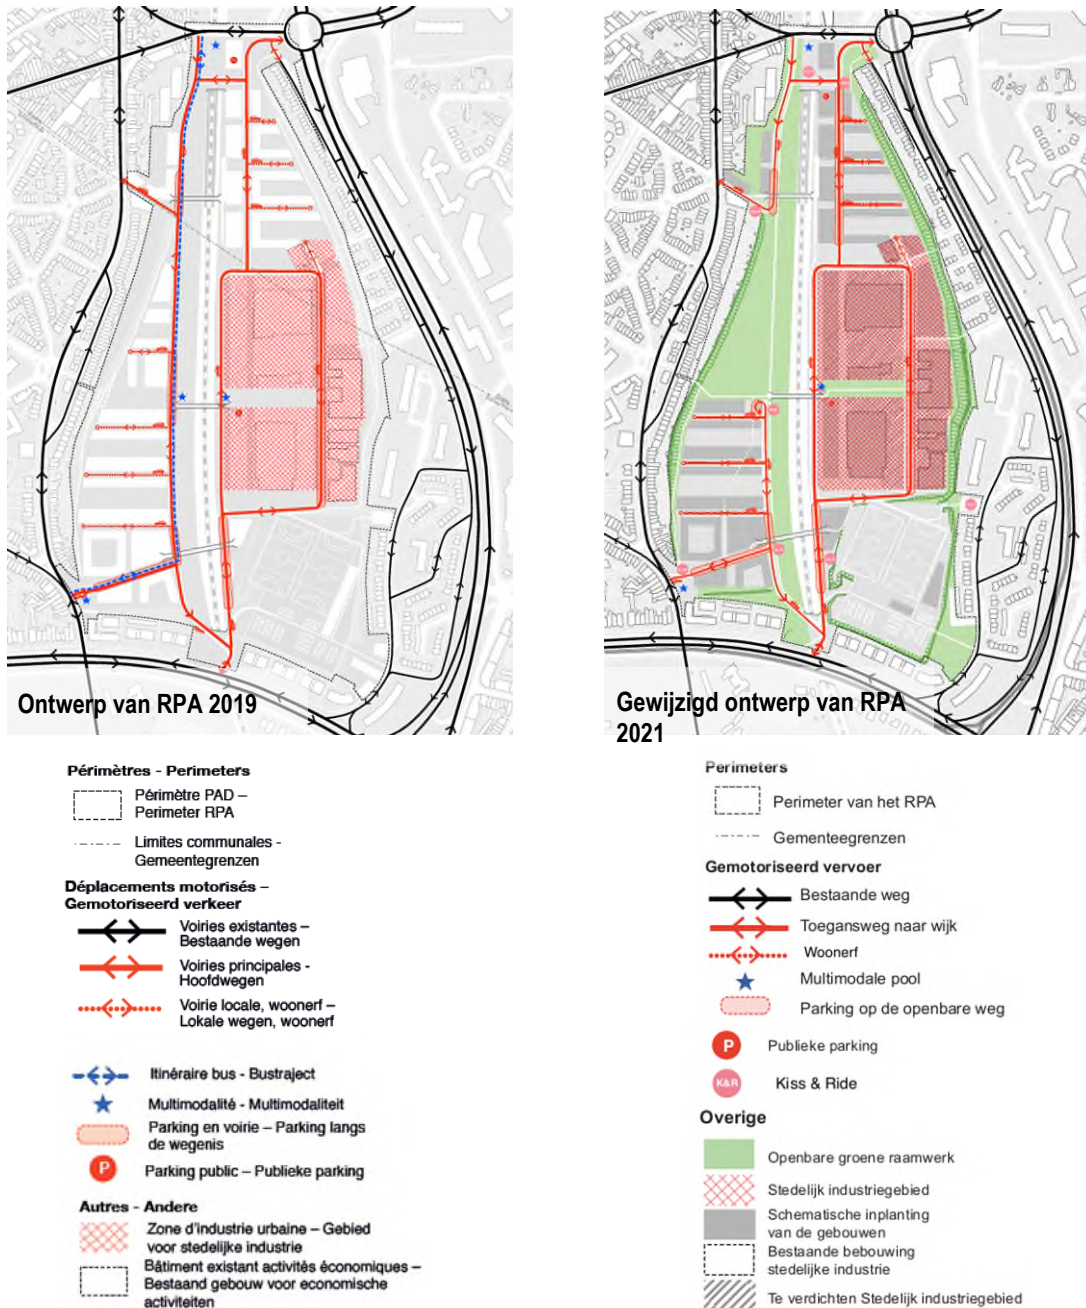 Ontwerp van RPA 2019
Gewijzigd ontwerp van RPA
2021
Périmètres - Perimeters
Périmètre PAD –
Perimeter RPA
Limites communales -
Gemeentegrenzen
Déplacements motorisés –
Gemotoriseerd verkeer
Voiries existantes –
Bestaande wegen
Voiries principales -
Hoofdwegen
Voirie locale, woonerf –
Lokale wegen, woonerf
Itinéraire bus - Bustraject
Multimodalité - Multimodaliteit
Parking en voirie – Parking langs
de wegenis
P
Parking public – Publieke parking
Autres - Andere
Zone d'industrie urbaine – Gebied
voor stedelijke industrie
Bâtiment existant activités économiques –
Bestaand gebouw voor economische
activiteiten
Perimeters
Perimeter van het RPA
Gementeegrenzen
Gemotoriseerd vervoer
Bestaande weg
Toegansweg naar wijk
Woonerf
Multimodale pool
Parking op de openbare weg
P
Publieke parking
K&R
Kiss & Ride
Overige
Openbare groene raamwerk
Stedelijk industriegebied
Schematische inplanting
van de gebouwen
Bestaande bebouwing
stedelijke industrie
Te verdichten Stedelijk industriegebied